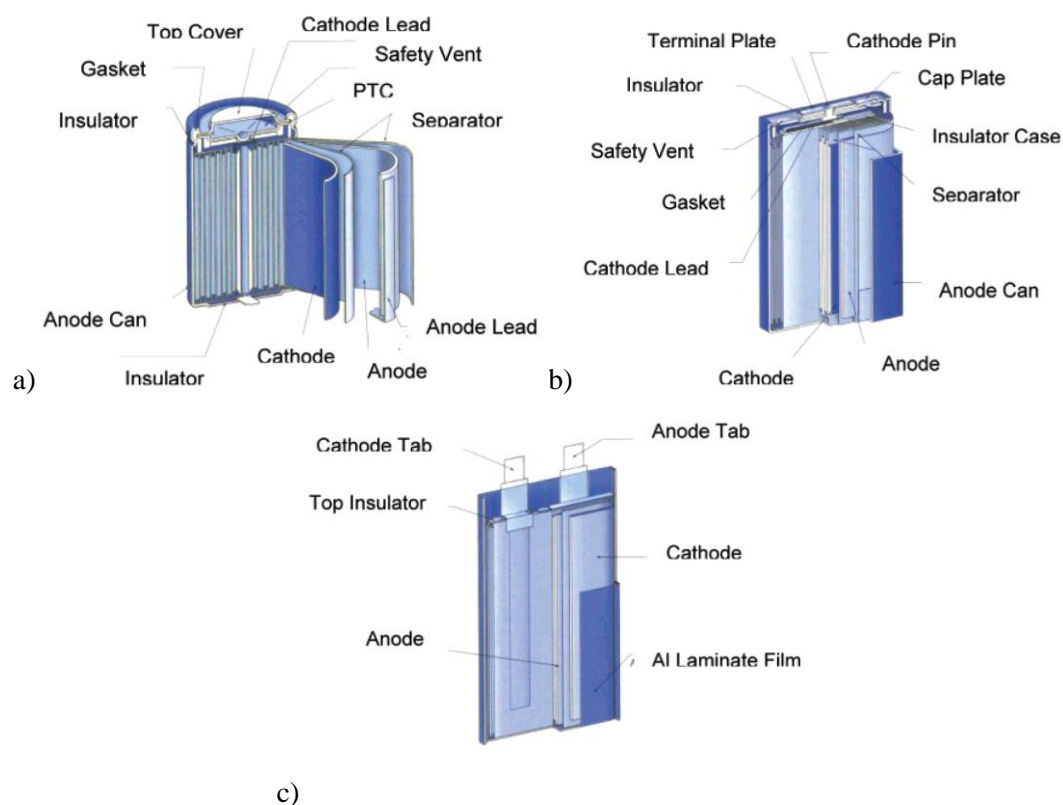 Top Cover
Cathode Lead
Safety Vent
Gasket
PTC
Insulator
Separator
Anode Can
Anode Lead
Cathode
Anode
Insulator
a)
Terminal Plate
Cathode Pin
Insulator
Cap Plate
Safety Vent
Insulator Case
Gasket
Separator
Cathode Lead
Anode Can
Cathode
Anode
b)
Cathode Tab
Anode Tab
Top Insulator
Cathode
Anode
Al Laminate Film
c)